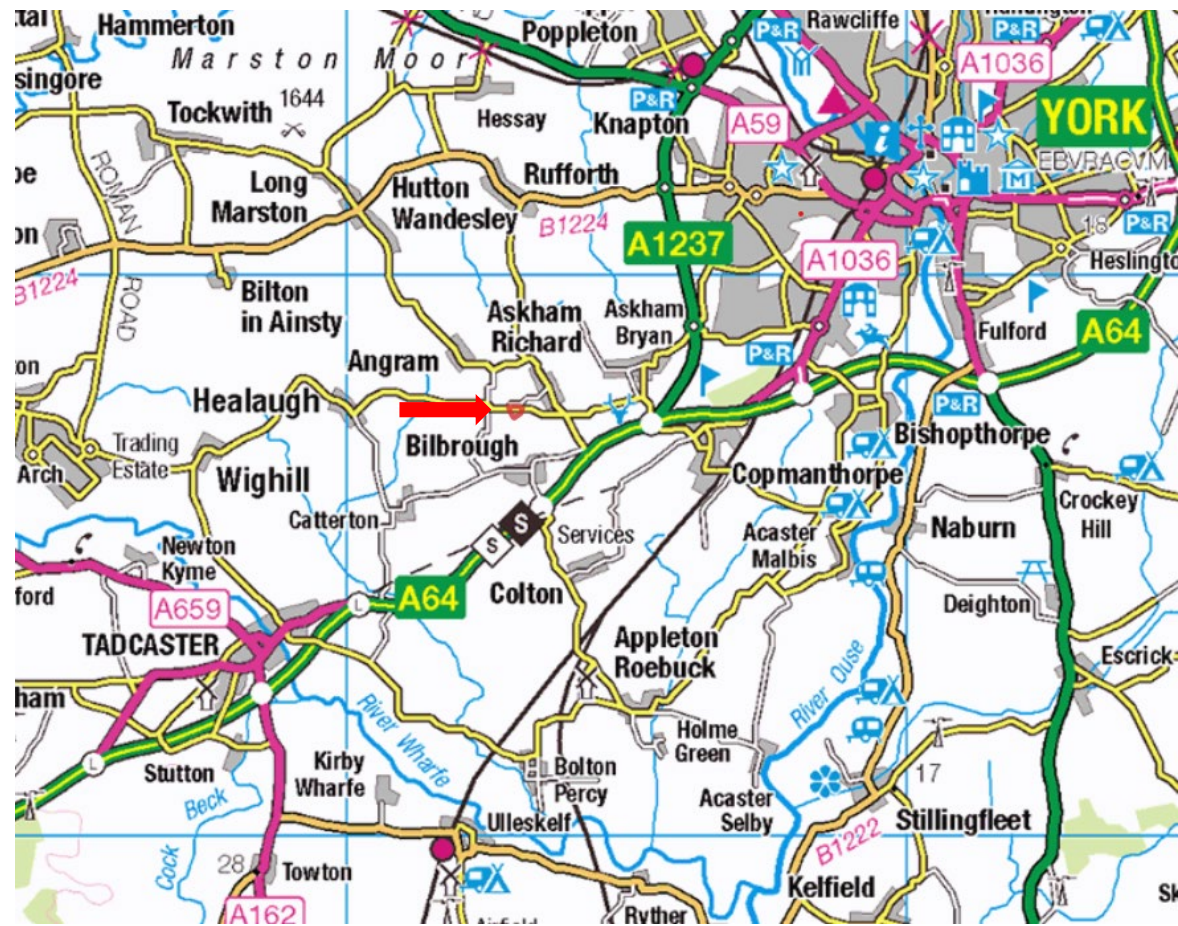 Hammerton
Poppleton
Rawcliffe
P&R
P&R
Marston Moor
A1036
singore
Tockwith
1644
P&R
Hessay
Knapton
A59
YORK
EBVRACVM
ROMAN
Long
Marston
Hutton
Wandesley
Rufforth
B1224
A1237
A1036
18
P&R
Heslingto
B1224
ROAD
Bilton
in Ainsty
Askham
Richard
Askham
Bryan
Fulford
A64
Angram
P&R
Healaugh
P&R
Bilbrough
Bishopthorpe
Trading
Estate
Arch
Wighill
Copmanthorpe
Catterton
S
S
Services
Crockey
Hill
Acaster
Malbis
Naburn
Newton
Kyme
ford
A659
L
A64
Colton
Deighton
TADCASTER
Appleton
Roebuck
River Ouse
Escrick
ham
River Wharfe
Holme
Green
L
Stutton
Kirby
Wharfe
Bolton
Percy
17
Beck
Acaster
Selby
Ulleskelf
Stillingfleet
B1222
Cock
28
Towton
Kelfield
A162
Airfield
Ryther